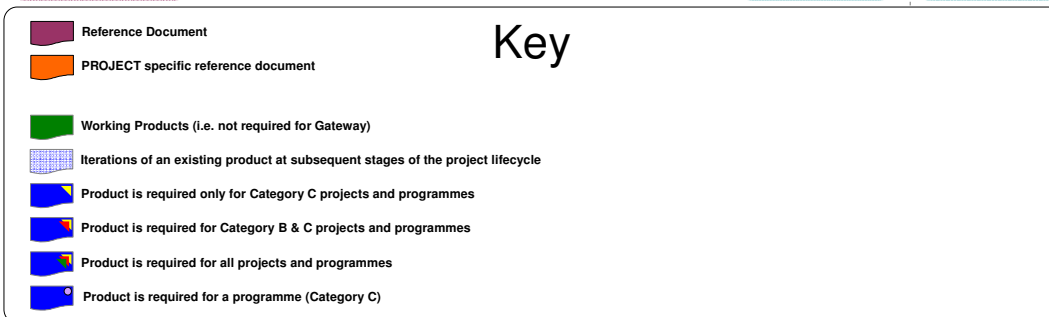 Key
Reference Document
PROJECT specific reference document
Working Products (i.e. not required for Gateway)
Iterations of an existing product at subsequent stages of the project lifecycle
Product is required only for Category C projects and programmes
Product is required for Category B & C projects and programmes
Product is required for all projects and programmes
Product is required for a programme (Category C)